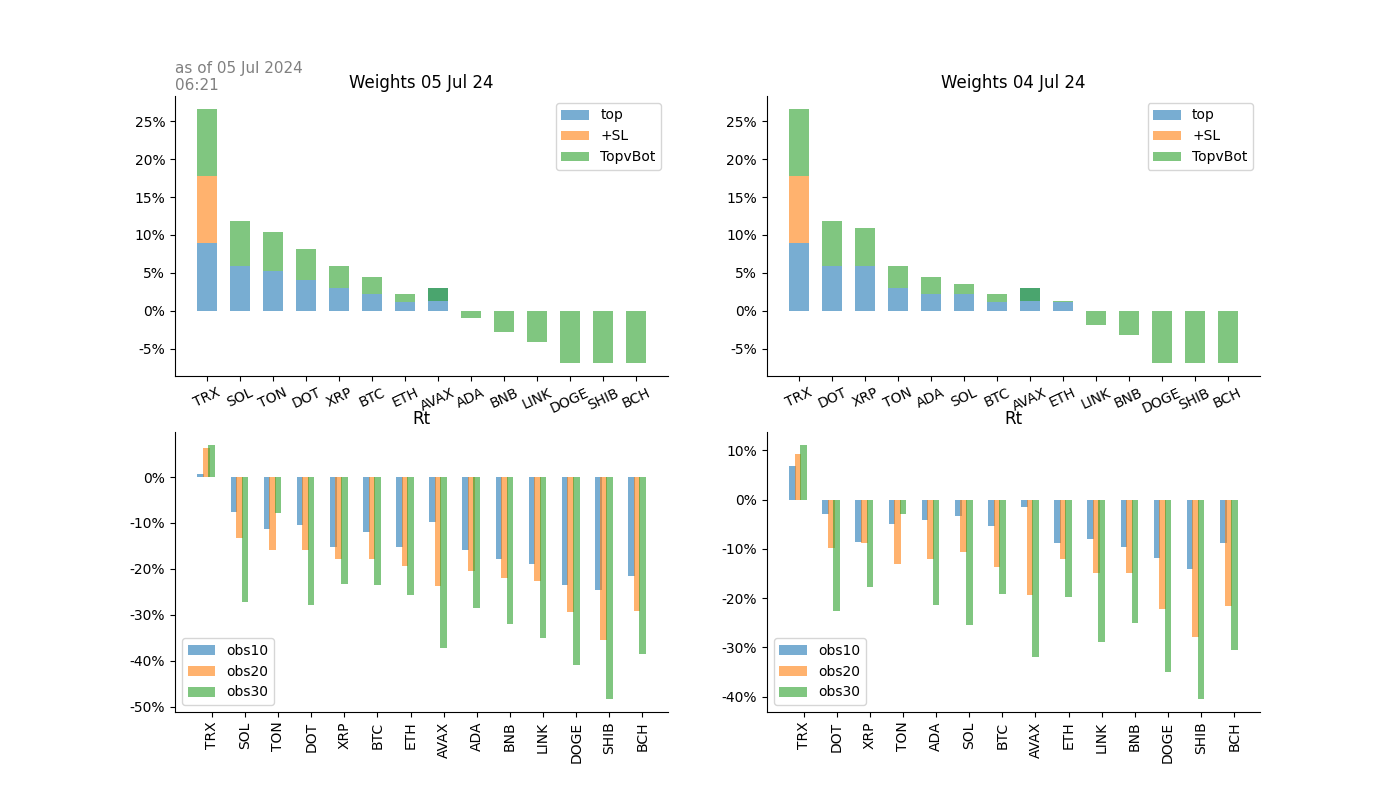 as of 05 Jul 2024
06:21
Weights 05 Jul 24
25%
20%
15%
10%
5%
0%
-5%
top
+SL
TopvBot
TRX SOL TON DOT XRP BTC ETH AVAX ADA BNB LINK DOGE SHIB BCH
Weights 04 Jul 24
25%
20%
15%
10%
5%
0%
-5%
top
+SL
TopvBot
TRX DOT XRP TON ADA SOL BTC AVAX ETH LINK BNB DOGE SHIB BCH
Rt
0%
-10%
-20%
-30%
-40%
-50%
obs10
obs20
obs30
TRX SOL TON DOT XRP BTC ETH AVAX ADA BNB LINK DOGE SHIB BCH
Rt
10%
0%
-10%
-20%
-30%
-40%
obs10
obs20
obs30
TRX DOT XRP TON ADA SOL BTC AVAX ETH LINK BNB DOGE SHIB BCH